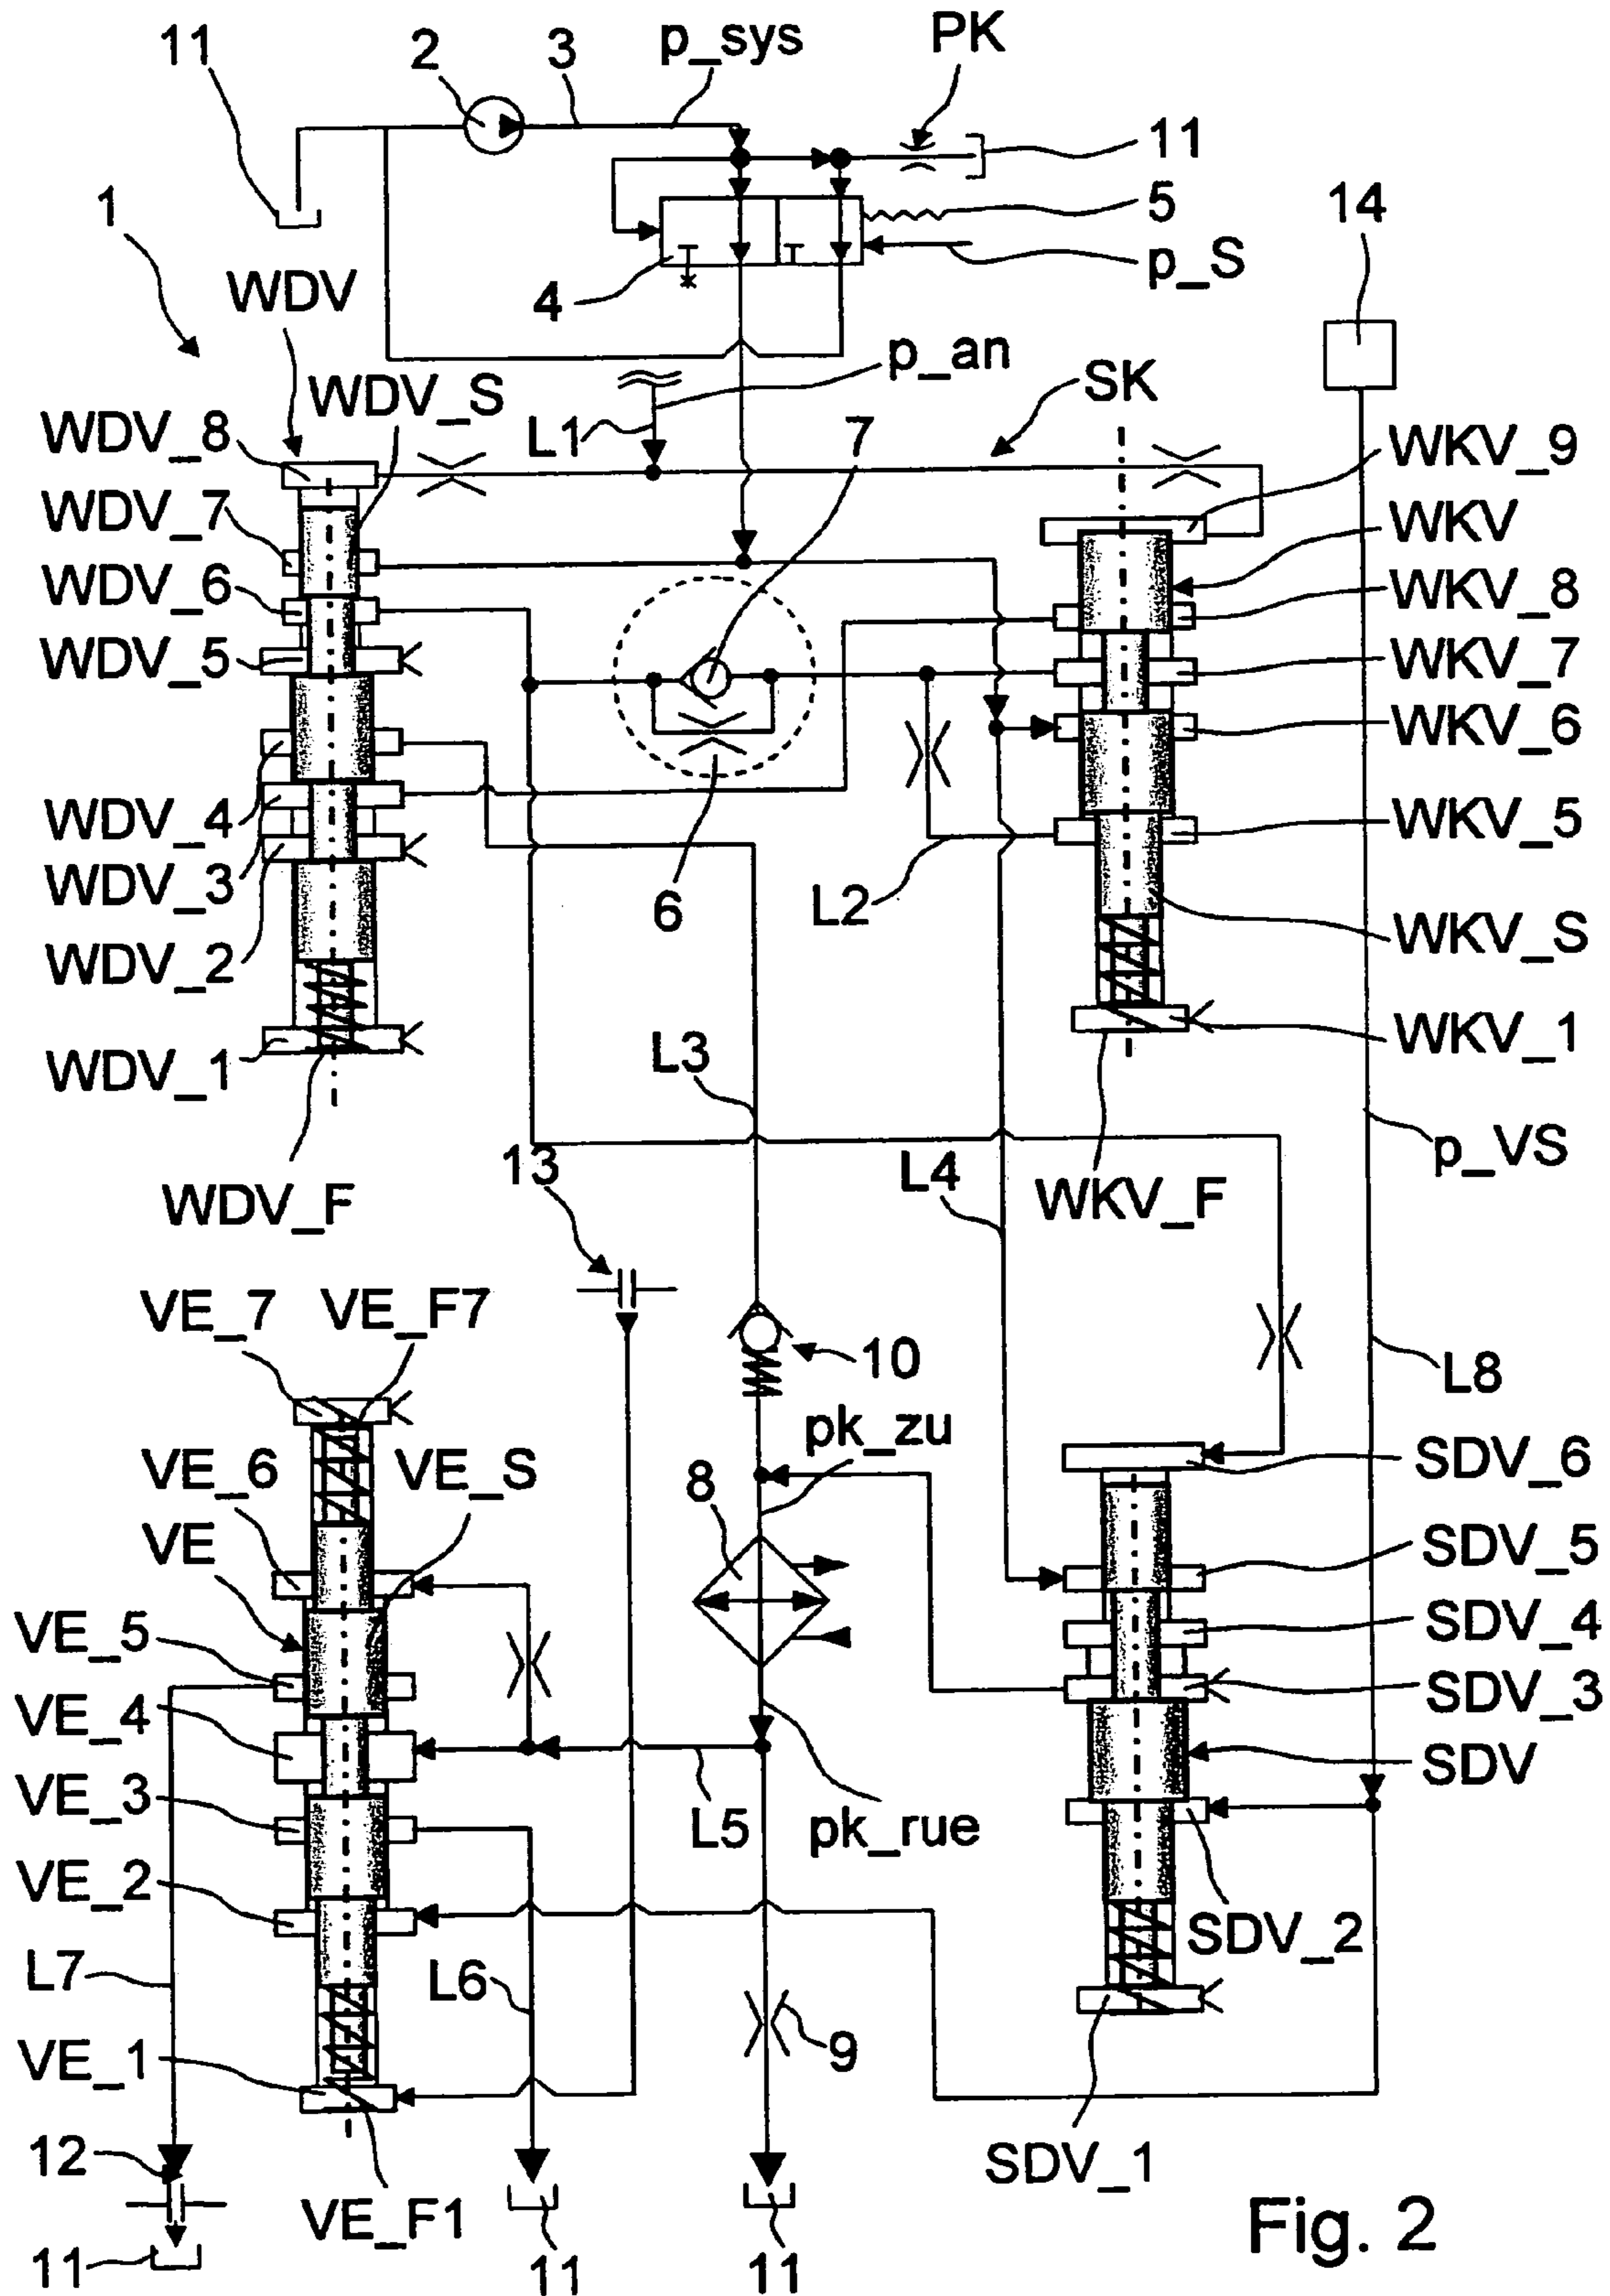 11
2
3
p_sys
PK
11
1
5
14
4
p_S
WDV
p_an
SK
WDV_S
L1
7
WDV_8
WKV_9
WDV_7
WKV
WDV_6
WKV_8
WDV_5
WKV_7
WKV_6
WDV_4
WKV_5
WDV_3
6
L2
WKV_S
WDV_2
WKV_1
L3
WDV_1
p_VS
13
L4
WKV_F
WDV_F
VE_7
VE_F7
10
L8
pk_zu
VE_6
VE_S
8
SDV_6
VE
SDV_5
VE_5
SDV_4
VE_4
SDV_3
VE_3
SDV
L5
pk_rue
VE_2
SDV_2
L7
L6
VE_1
9
12
SDV_1
VE_F1
Fig. 2
11
11
11